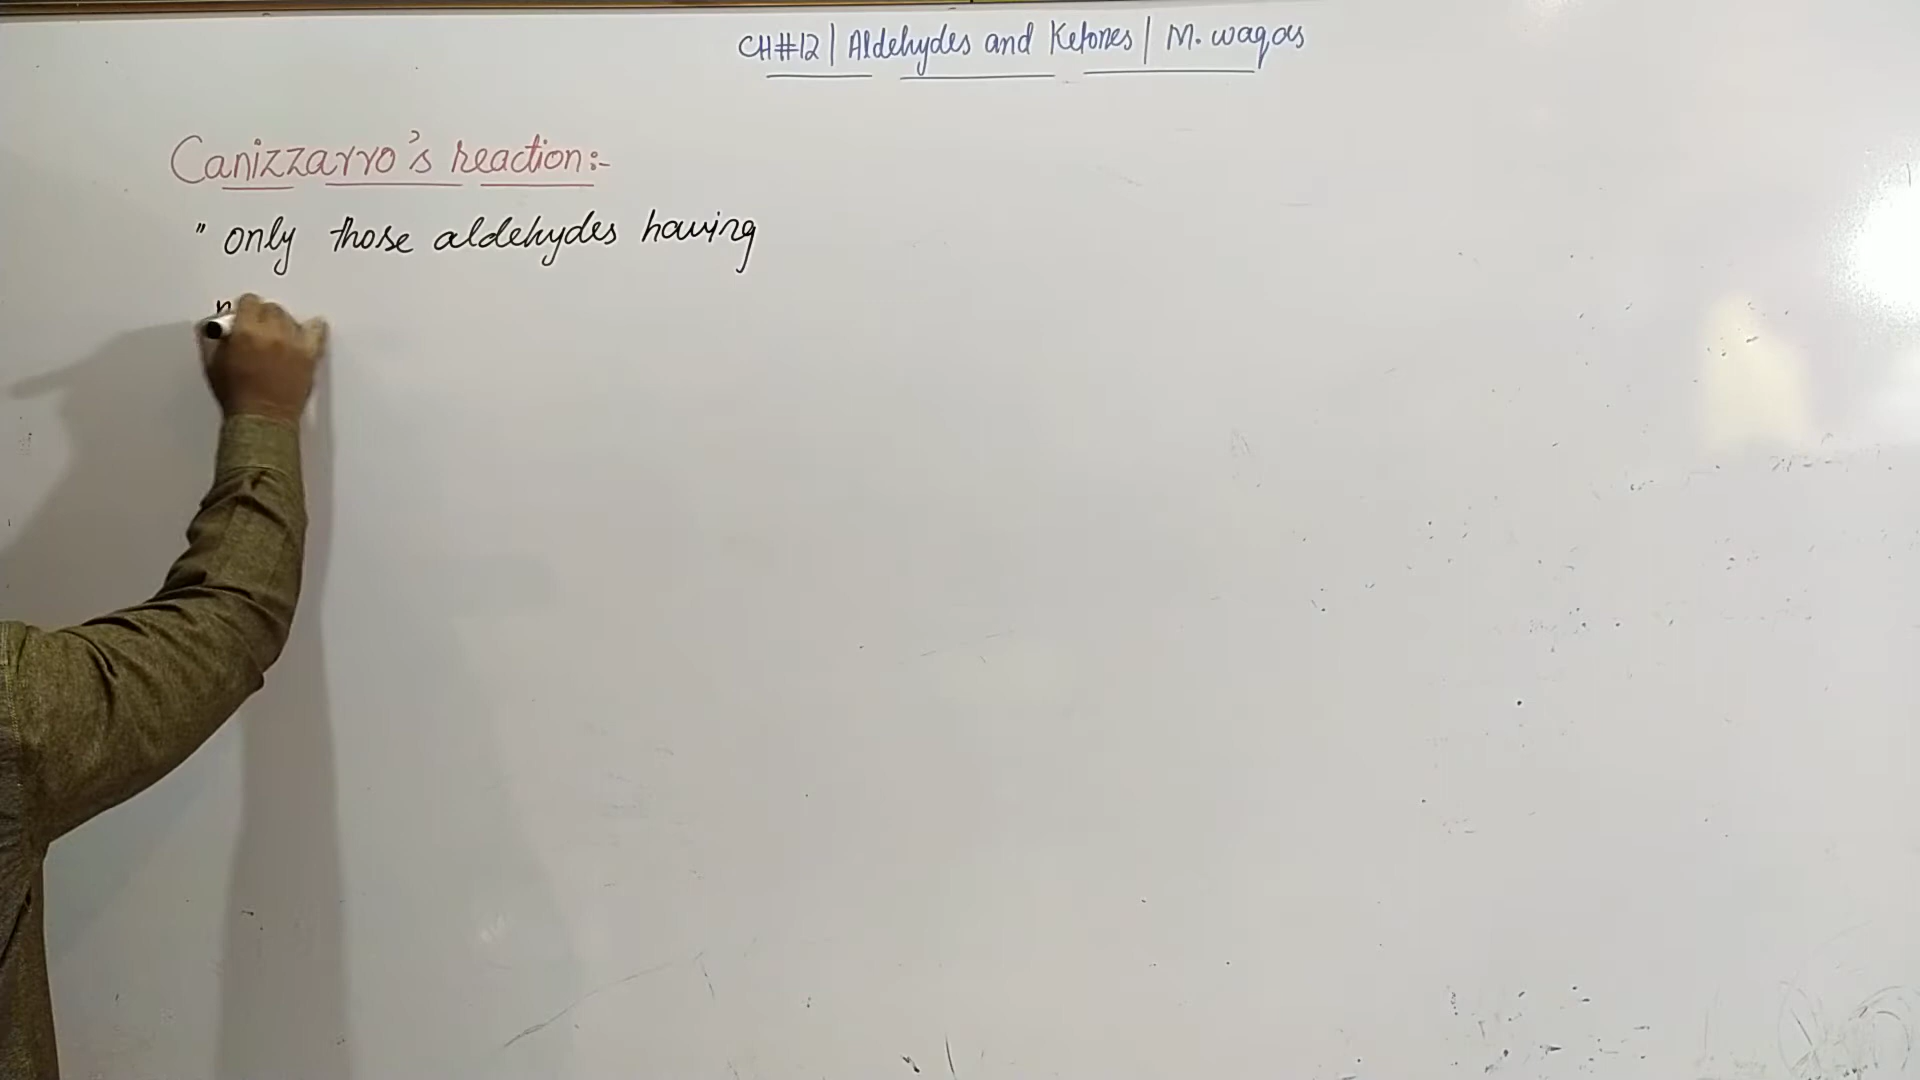 CH#12 | Aldehydes and Ketones | M. waqas
Canizzarro's reaction:-
" only those aldehydes having
n